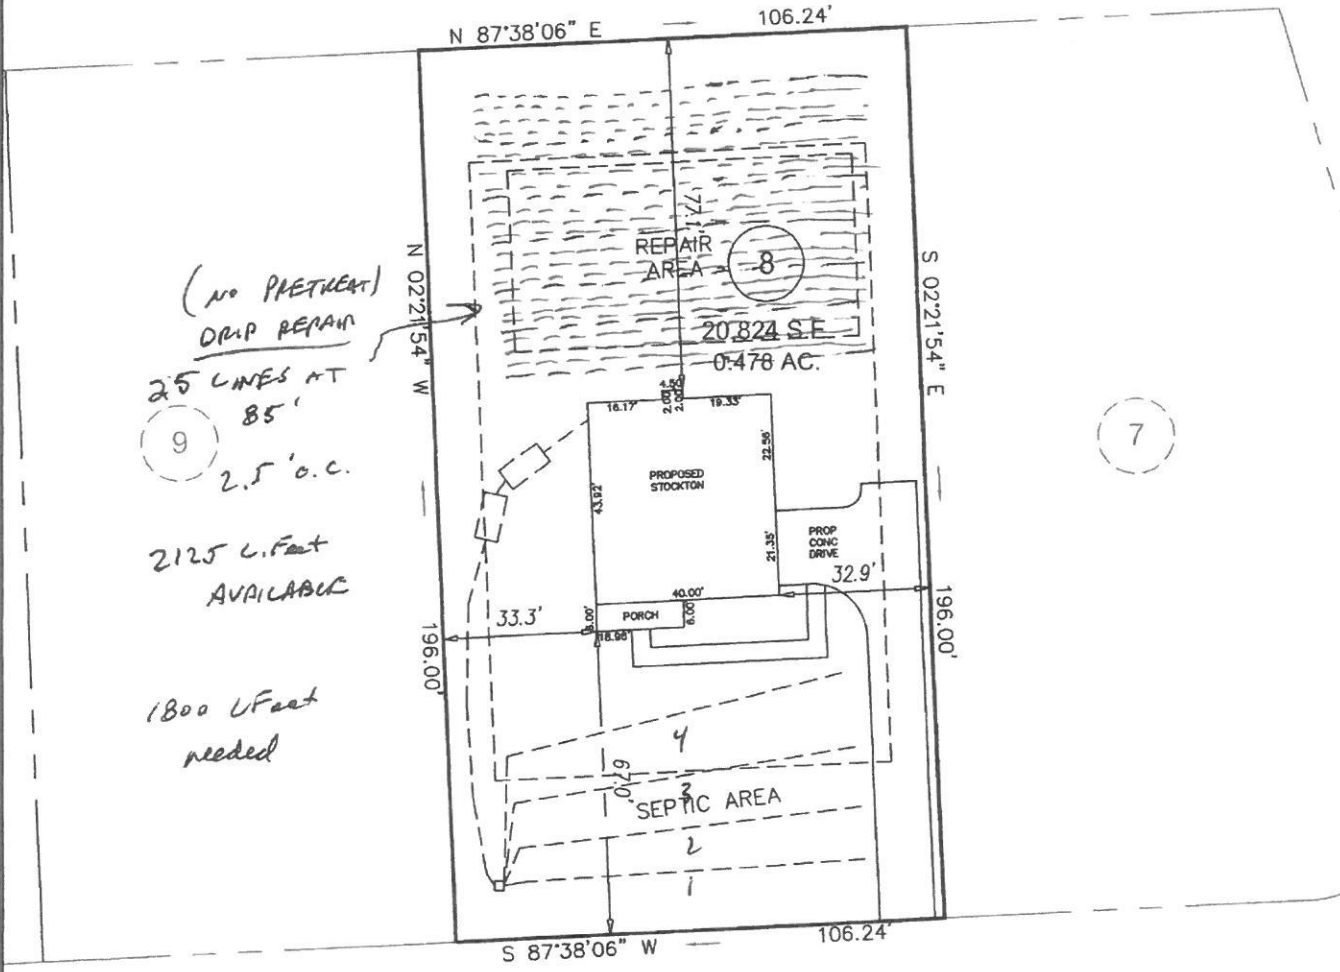 N 87°38'06" E
106.24'
77.1'
REPAIR
AREA
8
20,824 S.F.
0.478 AC.
N 02°21'54" W
S 02°21'54" E
(NO PRETREAT)
DRIP REPAIR
25 LINES AT
85'
9
2.5' o.c.
2125 L.Feet
AVAILABLE
1800 LFeet
needed
7
4.50'
2.00'
2.00'
16.17'
19.33'
22.56'
PROPOSED
STOCKTON
43.92'
21.35'
PROP
CONC
DRIVE
32.9'
40.00'
PORCH
6.00'
6.00'
18.96'
33.3'
196.00'
196.00'
4
67.0'
3
SEPTIC AREA
2
1
S 87°38'06" W
106.24'